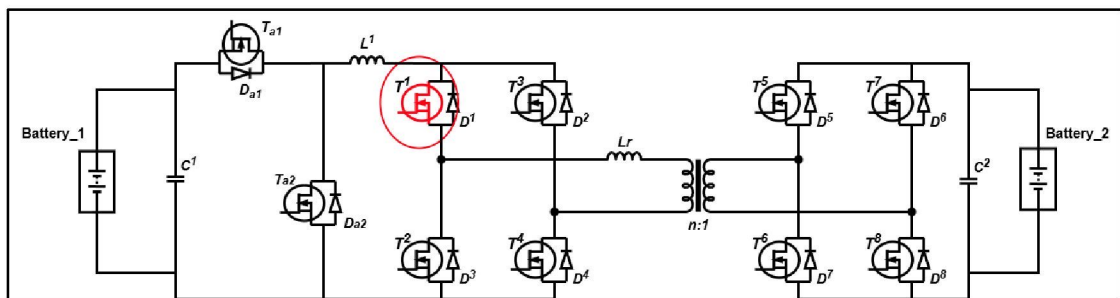 Ta1
Da1
L1
T1
D1
T3
D2
T5
D5
T7
D6
Battery_1
C1
Ta2
Da2
Lr
n:1
C2
Battery_2
T2
D3
T4
D4
T6
D7
T8
D8